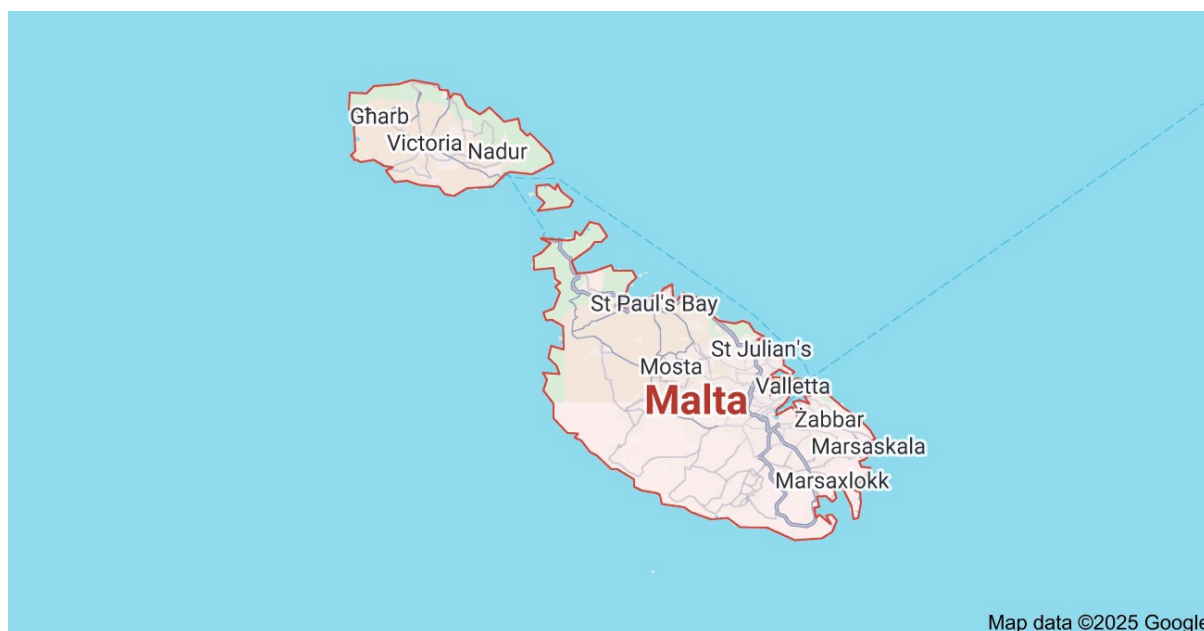 Għarb
Victoria
Nadur
St Paul's Bay
St Julian's
Mosta
Valletta
Malta
Żabbar
Marsaskala
Marsaxlokk
Map data ©2025 Google